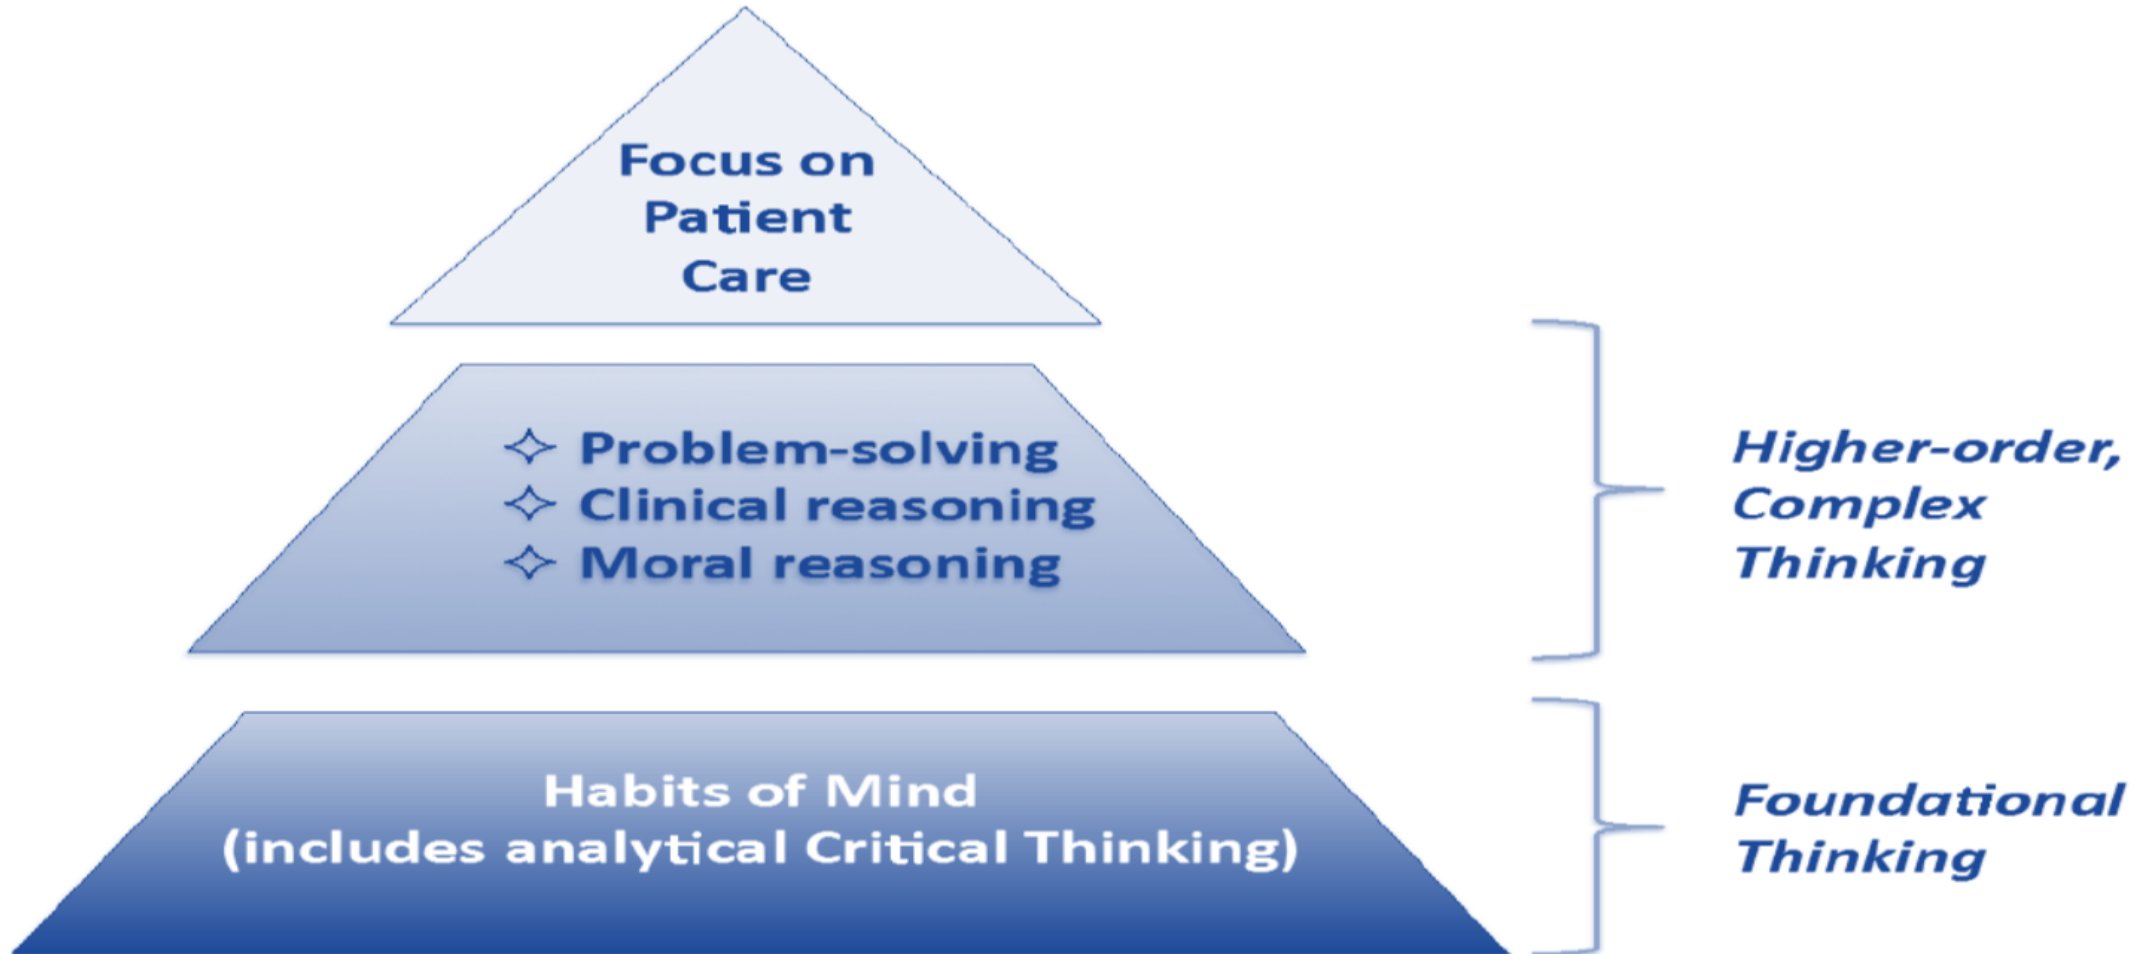 Focus on
Patient
Care
✧ Problem-solving
✧ Clinical reasoning
✧ Moral reasoning
Higher-order,
Complex
Thinking
Habits of Mind
(includes analytical Critical Thinking)
Foundational
Thinking